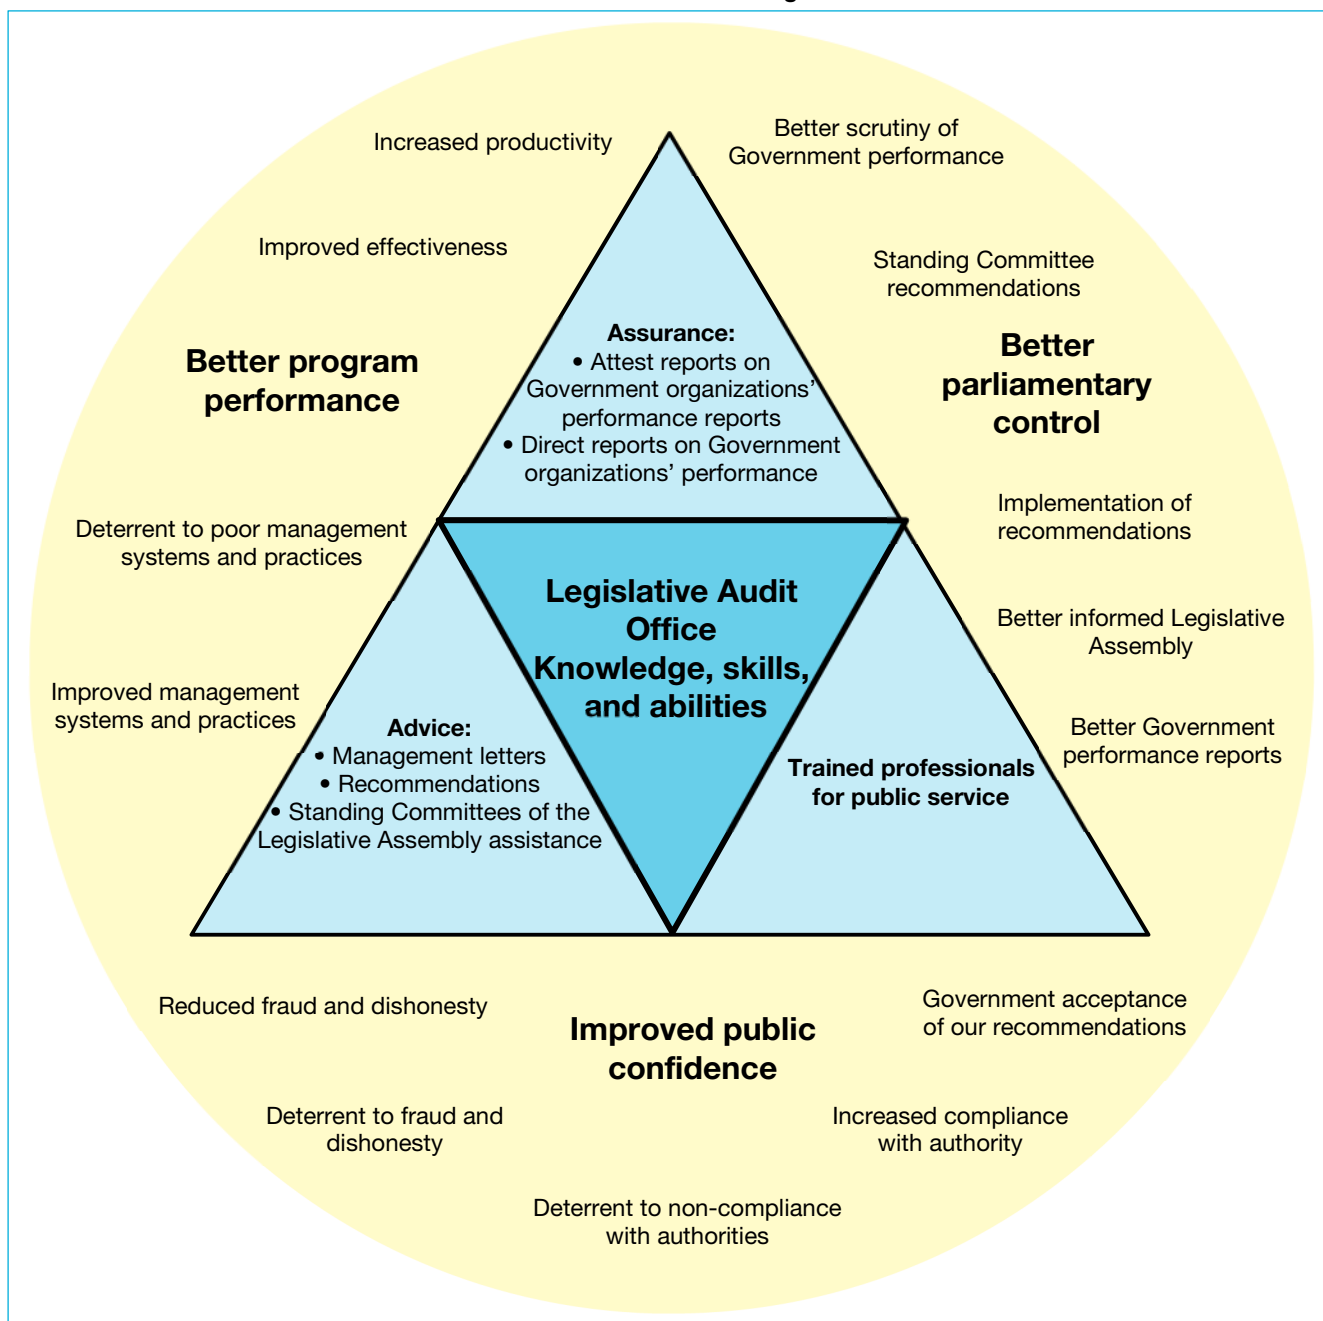 Increased productivity
Better scrutiny of
Government performance
Improved effectiveness
Standing Committee
recommendations
Better program
performance
Assurance:
• Attest reports on
Government organizations’
performance reports
• Direct reports on Government
organizations’ performance
Better
parliamentary
control
Deterrent to poor management
systems and practices
Implementation of
recommendations
Legislative Audit
Office
Knowledge, skills,
and abilities
Better informed Legislative
Assembly
Improved management
systems and practices
Advice:
• Management letters
• Recommendations
• Standing Committees of the
Legislative Assembly assistance
Trained professionals
for public service
Better Government
performance reports
Reduced fraud and dishonesty
Improved public
confidence
Government acceptance
of our recommendations
Deterrent to fraud and
dishonesty
Increased compliance
with authority
Deterrent to non-compliance
with authorities